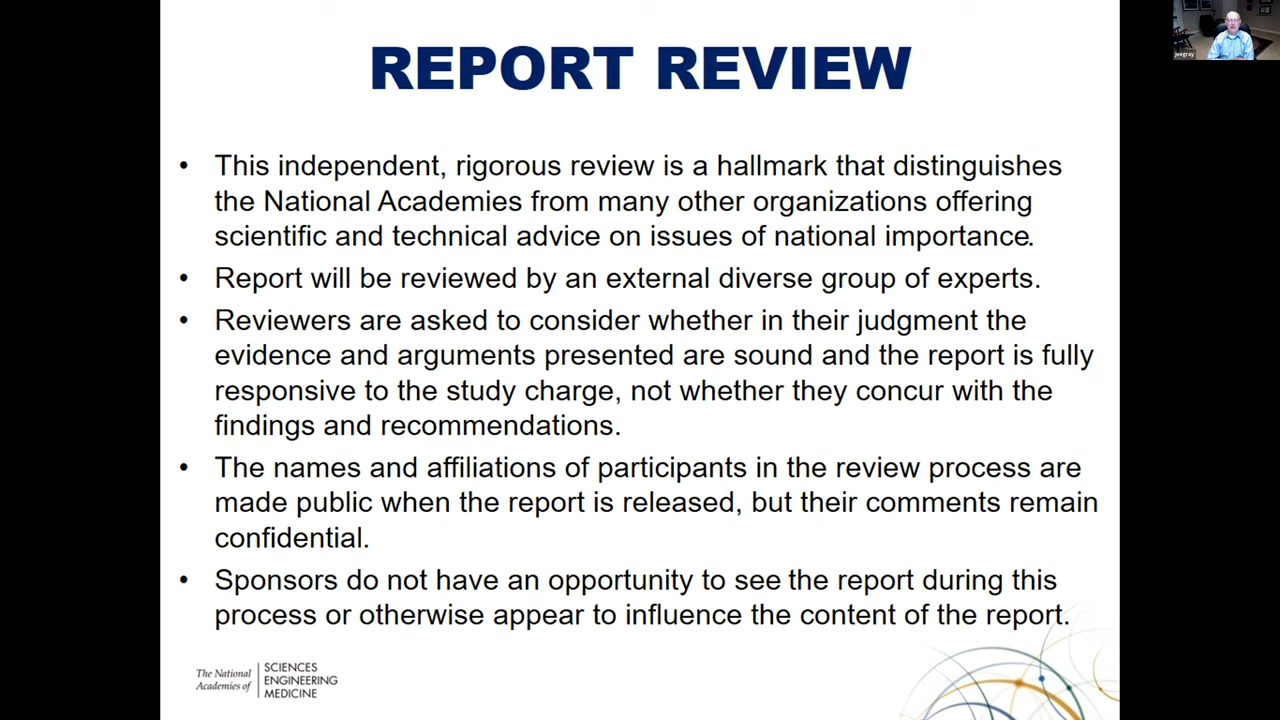 REPORT REVIEW
joegray
• This independent, rigorous review is a hallmark that distinguishes
the National Academies from many other organizations offering
scientific and technical advice on issues of national importance.
• Report will be reviewed by an external diverse group of experts.
• Reviewers are asked to consider whether in their judgment the
evidence and arguments presented are sound and the report is fully
responsive to the study charge, not whether they concur with the
findings and recommendations.
• The names and affiliations of participants in the review process are
made public when the report is released, but their comments remain
confidential.
• Sponsors do not have an opportunity to see the report during this
process or otherwise appear to influence the content of the report.
The National
Academies of
SCIENCES
ENGINEERING
MEDICINE